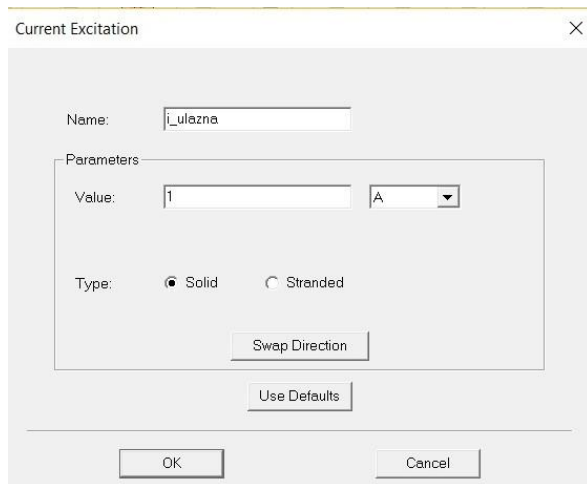 Current Excitation
Name: i_ulazna
Parameters
Value: 1 A
Type: Solid Stranded
Swap Direction
Use Defaults
OK Cancel